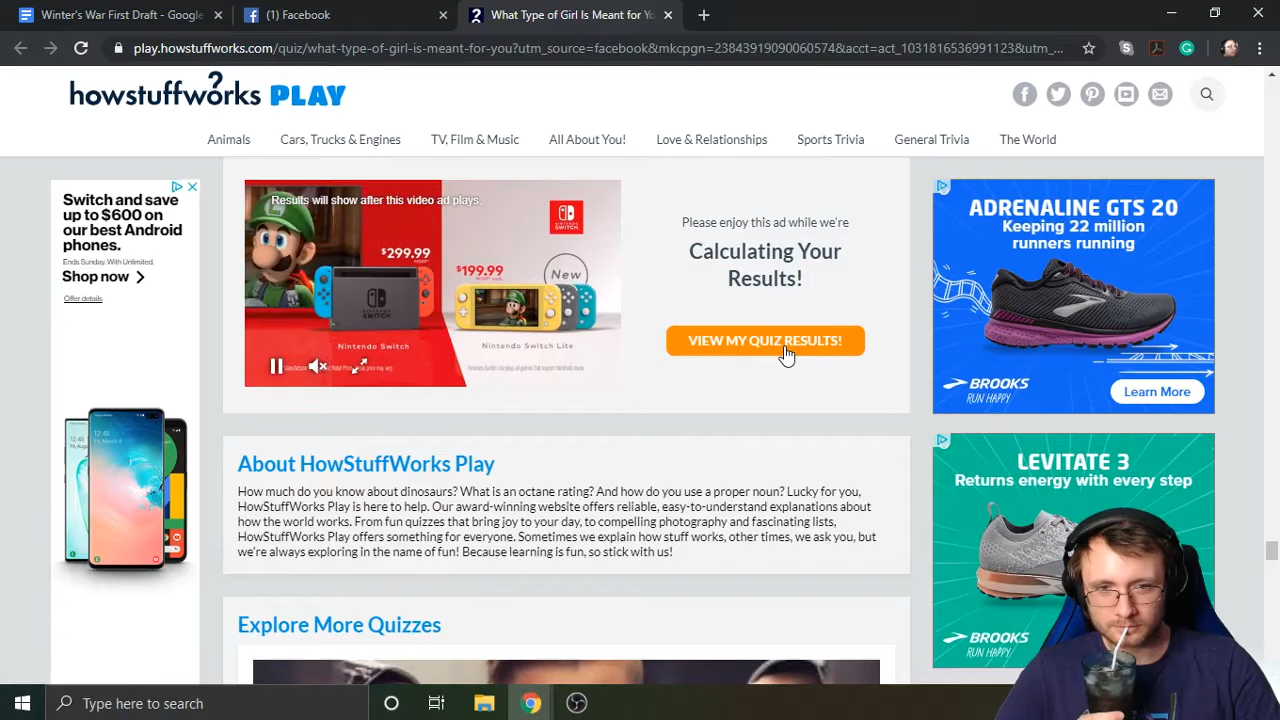 Winter's War First Draft - Google
Facebook
What Type of Girl Is Meant for Yo
play.howstuffworks.com/quiz/what-type-of-girl-is-meant-for-you?utm_source=facebook&mkcpgn=23843919090060574&acct=act_1031816536991123&utm_...
howstuffworks PLAY
Animals
Cars, Trucks & Engines
TV, Film & Music
All About You!
Love & Relationships
Sports Trivia
General Trivia
The World
Switch and save
up to $600 on
our best Android
phones.
Ends Sunday. With Unlimited.
Shop now
Offer details
Results will show after this video ad plays.
$299.99
$199.99
New
Nintendo Switch
Nintendo Switch Lite
Please enjoy this ad while we're
Calculating Your
Results!
VIEW MY QUIZ RESULTS!
ADRENALINE GTS 20
Keeping 22 million
runners running
BROOKS
RUN HAPPY
Learn More
About HowStuffWorks Play
How much do you know about dinosaurs? What is an octane rating? And how do you use a proper noun? Lucky for you,
HowStuffWorks Play is here to help. Our award-winning website offers reliable, easy-to-understand explanations about
how the world works. From fun quizzes that bring joy to your day, to compelling photography and fascinating lists,
HowStuffWorks Play offers something for everyone. Sometimes we explain how stuff works, other times, we ask you, but
we're always exploring in the name of fun! Because learning is fun, so stick with us!
LEVITATE 3
Returns energy with every step
BROOKS
RUN HAPPY
Explore More Quizzes
Type here to search